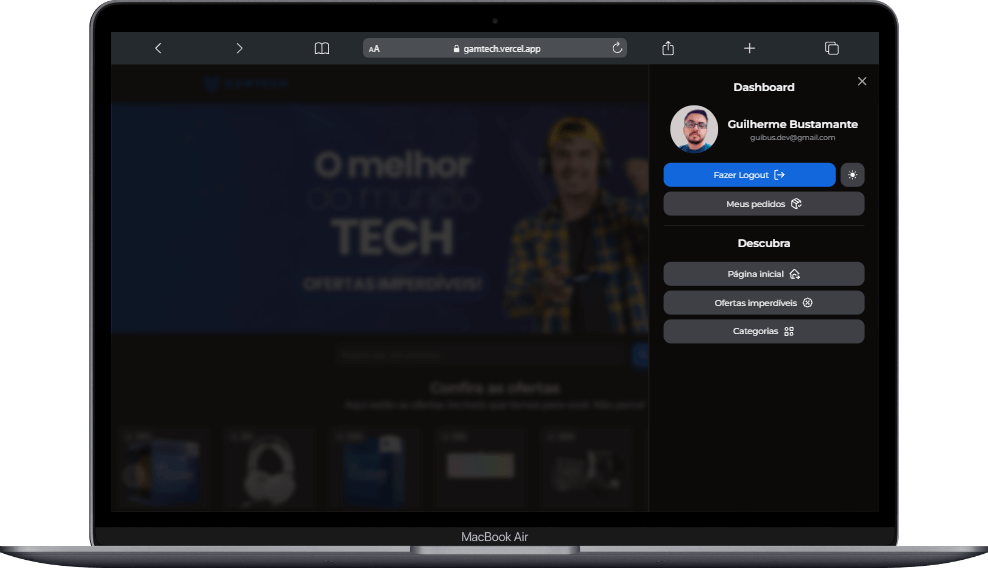 AA
gamtech.vercel.app
GAMTECH
Dashboard
Guilherme Bustamante
guibus.dev@gmail.com
Fazer Logout
Meus pedidos
Descubra
Página inicial
Ofertas imperdíveis
Categorias
O melhor
do mundo
TECH
OFERTAS IMPERDÍVEIS!
Confira as ofertas
MacBook Air